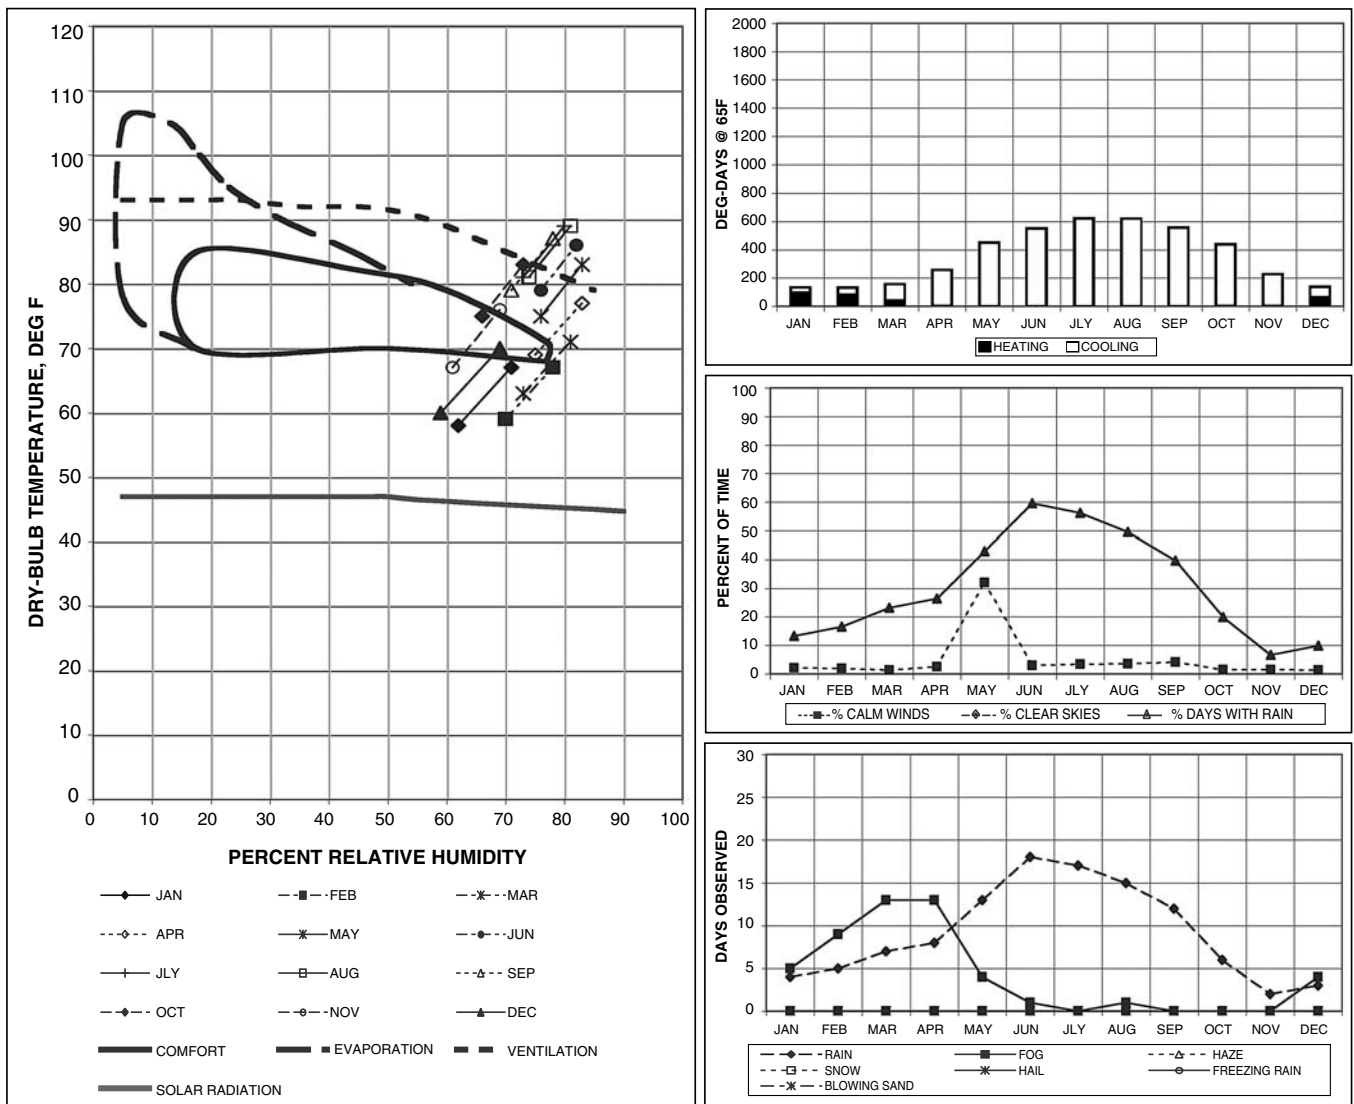 DRY-BULB TEMPERATURE, DEG F
120
110
100
90
80
70
60
50
40
30
20
10
0
0 10 20 30 40 50 60 70 80 90 100
PERCENT RELATIVE HUMIDITY
JAN FEB MAR
APR MAY JUN
JLY AUG SEP
OCT NOV DEC
COMFORT EVAPORATION VENTILATION
SOLAR RADIATION
DEG-DAYS @ 65F
2000
1800
1600
1400
1200
1000
800
600
400
200
0
JAN FEB MAR APR MAY JUN JLY AUG SEP OCT NOV DEC
HEATING COOLING
PERCENT OF TIME
100
90
80
70
60
50
40
30
20
10
0
JAN FEB MAR APR MAY JUN JLY AUG SEP OCT NOV DEC
% CALM WINDS % CLEAR SKIES % DAYS WITH RAIN
DAYS OBSERVED
30
25
20
15
10
5
0
JAN FEB MAR APR MAY JUN JLY AUG SEP OCT NOV DEC
RAIN FOG HAZE
SNOW HAIL FREEZING RAIN
BLOWING SAND